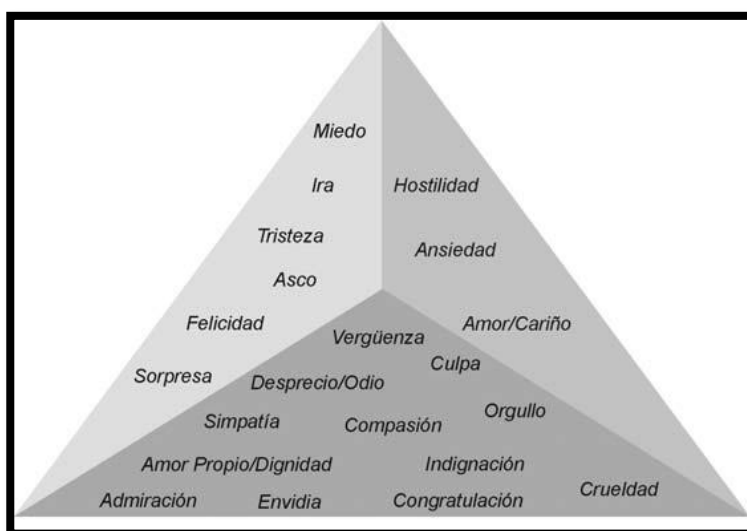 Miedo
Ira
Hostilidad
Tristeza
Ansiedad
Asco
Felicidad
Amor/Cariño
Vergüenza
Culpa
Sorpresa
Desprecio/Odio
Orgullo
Simpatía
Compasión
Amor Propio/Dignidad
Indignación
Crueldad
Admiración
Envidia
Congratulación